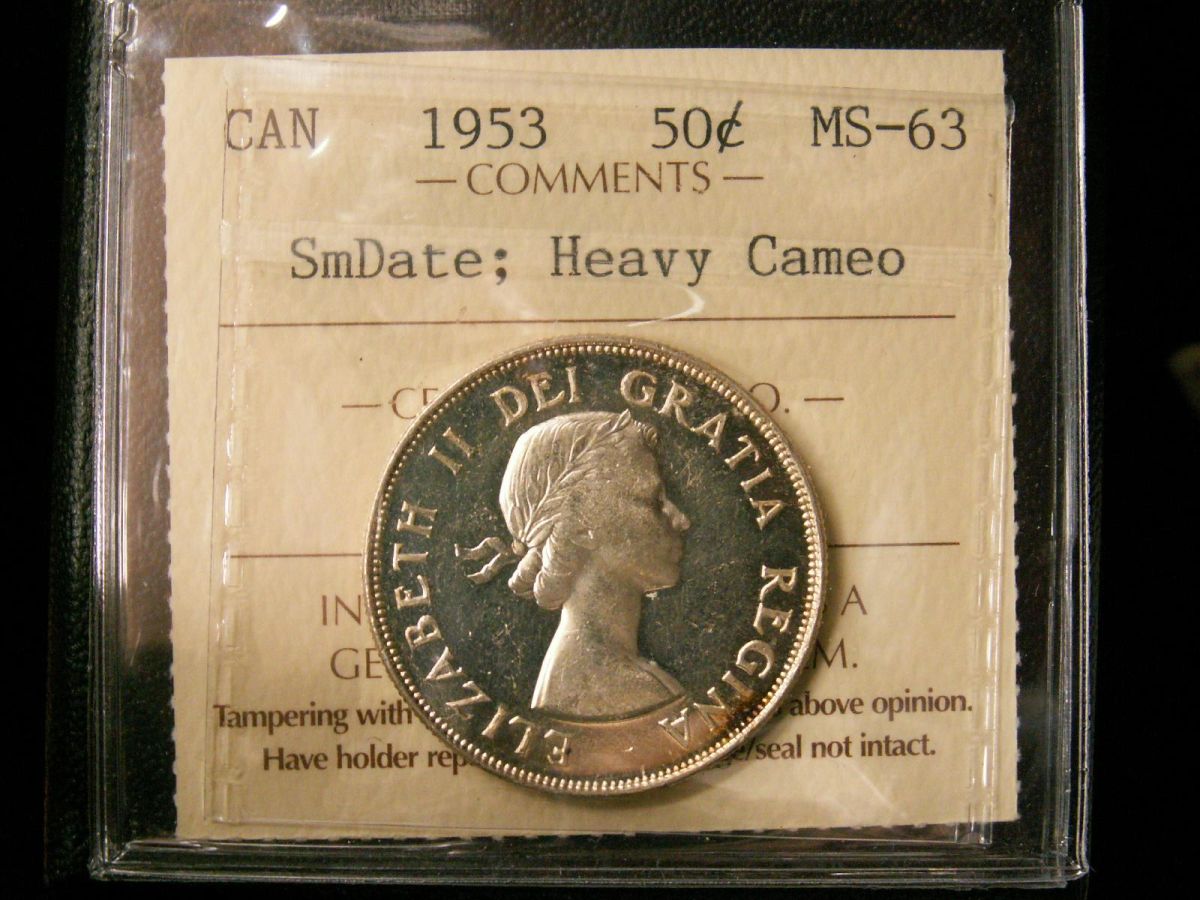 CAN 1953 50¢ MS-63
— COMMENTS —
SmDate; Heavy Cameo
ELIZABETH II DEI GRATIA REGINA
Tampering with above opinion.
Have holder seal not intact.